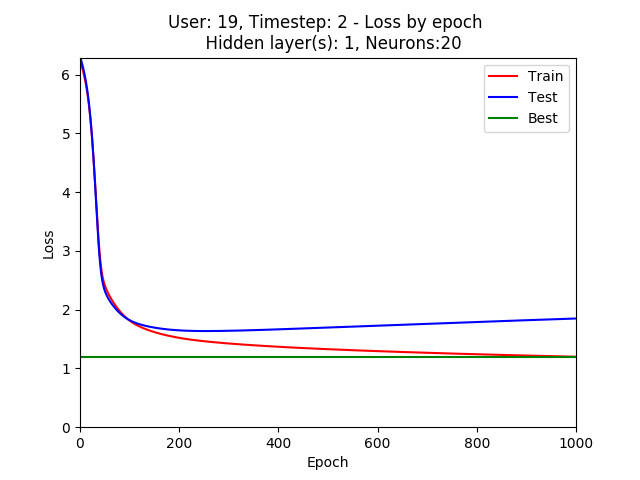 User: 19, Timestep: 2 - Loss by epoch
Hidden layer(s): 1, Neurons:20
Train
Test
Best
Loss
6
5
4
3
2
1
0
0 200 400 600 800 1000
Epoch